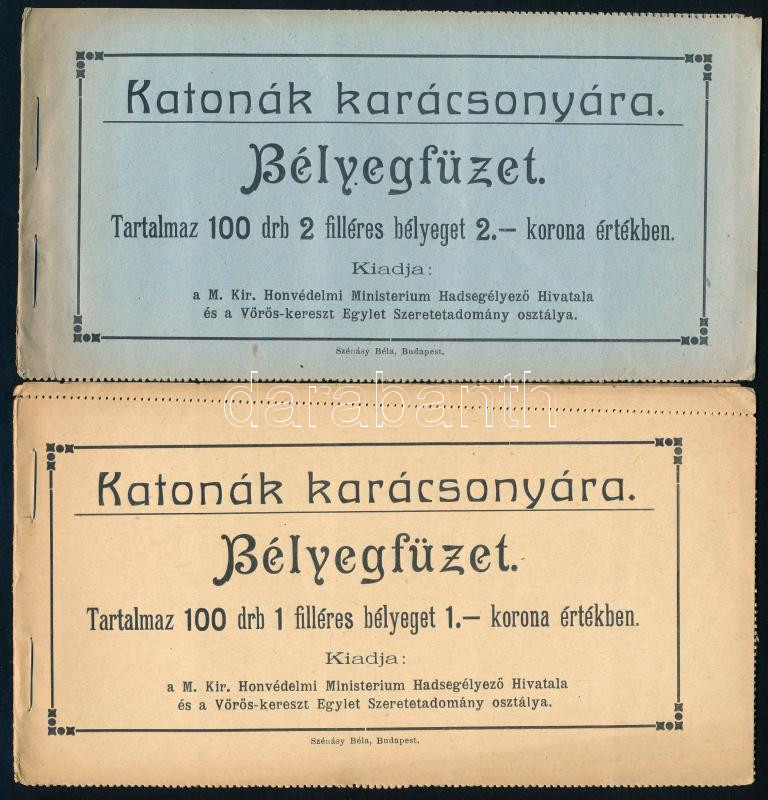 Katonák karácsonyára.
Bélyegfüzet.
Tartalmaz 100 drb 2 filléres bélyeget 2.— korona értékben.
Kiadja:
a M. Kir. Honvédelmi Ministerium Hadsegélyező Hivatala
és a Vörös-kereszt Egylet Szeretetadomány osztálya.
Szénásy Béla, Budapest.
darabanth
Katonák karácsonyára.
Bélyegfüzet.
Tartalmaz 100 drb 1 filléres bélyeget 1.— korona értékben.
Kiadja:
a M. Kir. Honvédelmi Ministerium Hadsegélyező Hivatala
és a Vörös-kereszt Egylet Szeretetadomány osztálya.
Szénásy Béla, Budapest.